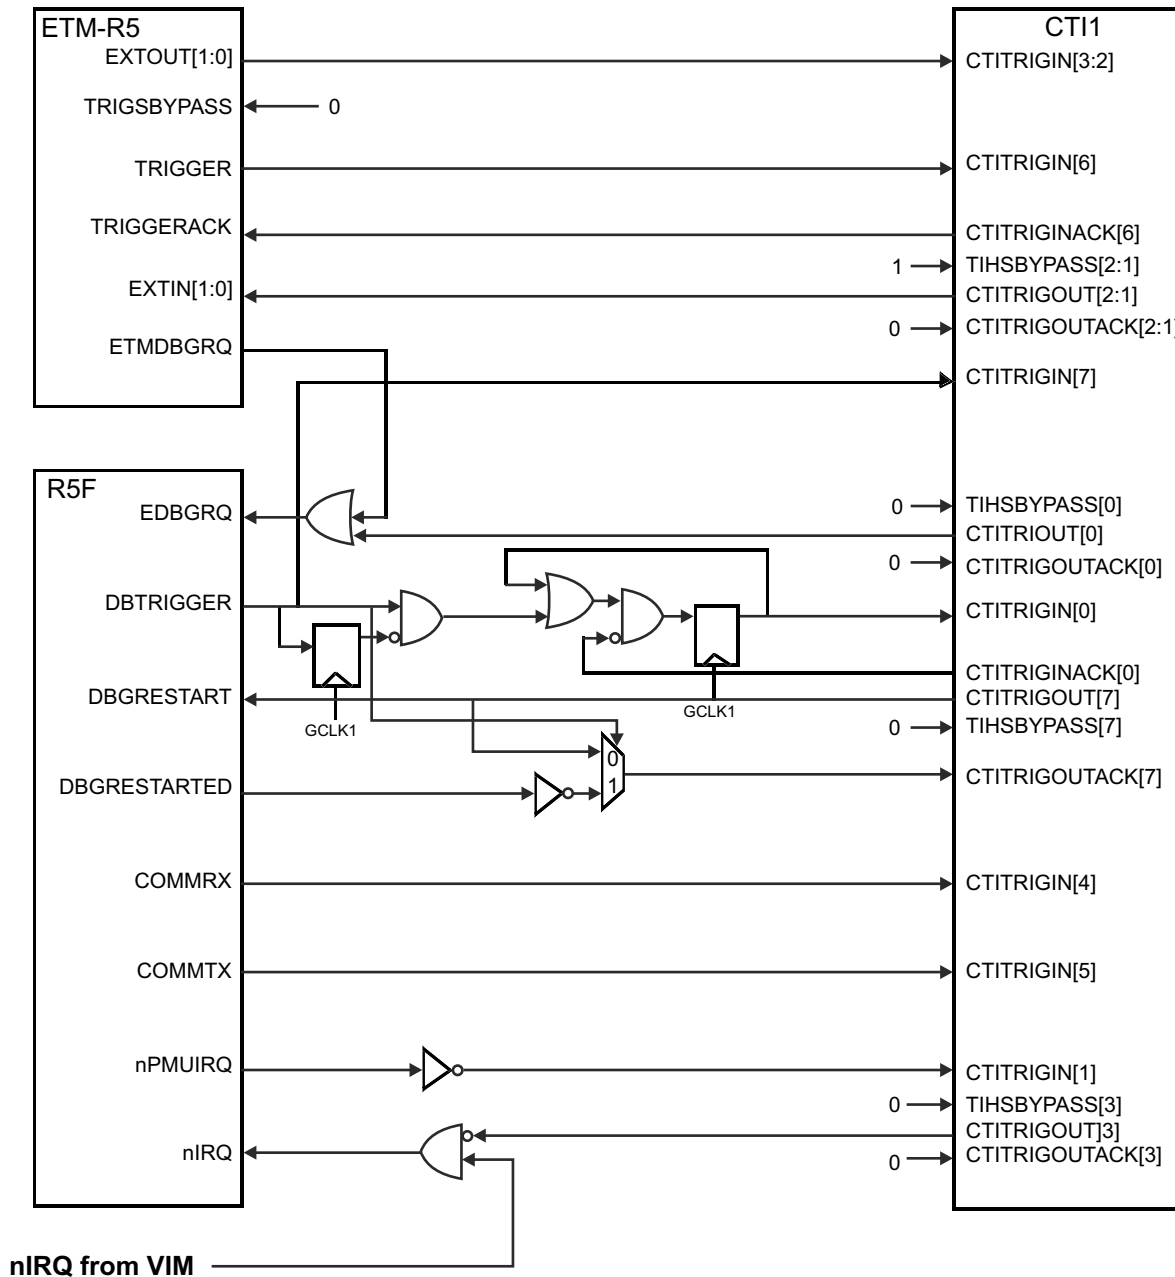 ETM-R5
EXTOUT[1:0]
TRIGSBYPASS
0
TRIGGER
TRIGGERACK
EXTIN[1:0]
ETMDBGRQ
CTI1
CTITRIGIN[3:2]
CTITRIGIN[6]
CTITRIGINACK[6]
1
TIHSBYPASS[2:1]
CTITRIGOUT[2:1]
0
CTITRIGOUTACK[2:1]
CTITRIGIN[7]
R5F
EDBGRQ
0
TIHSBYPASS[0]
CTITRIOUT[0]
0
CTITRIGOUTACK[0]
DBTRIGGER
CTITRIGIN[0]
CTITRIGINACK[0]
DBGRESTART
CTITRIGOUT[7]
GCLK1
GCLK1
0
TIHSBYPASS[7]
0
1
DBGRESTARTED
CTITRIGOUTACK[7]
COMMRX
CTITRIGIN[4]
COMMTX
CTITRIGIN[5]
nPMUIRQ
CTITRIGIN[1]
0
TIHSBYPASS[3]
CTITRIGOUT]3]
nIRQ
0
CTITRIGOUTACK[3]
nIRQ from VIM